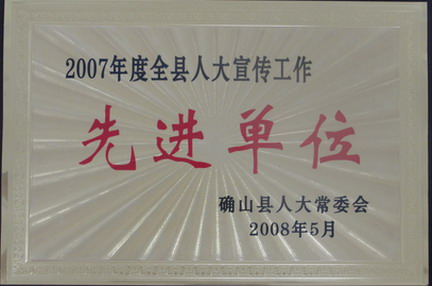 2007年度全县人大宣传工作
先进单位
确山县人大常委会
2008年5月